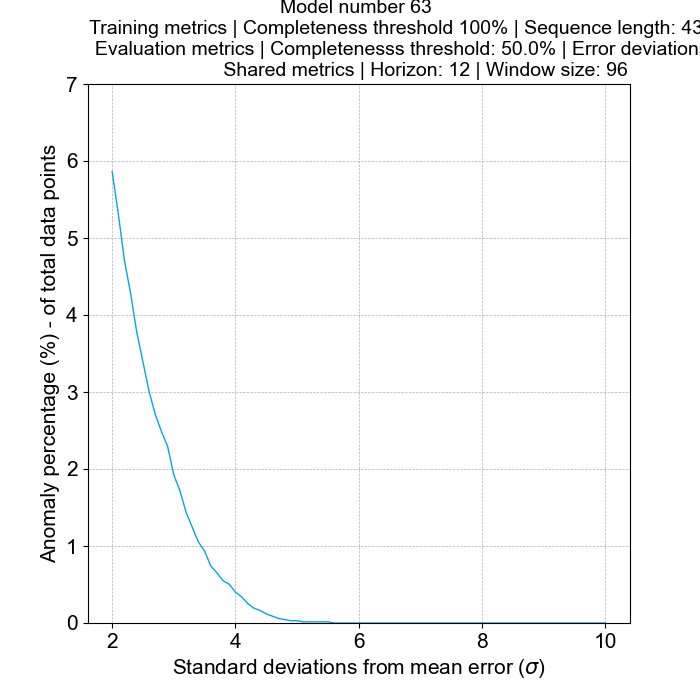 Model number 63
Training metrics | Completeness threshold 100% | Sequence length: 43
Evaluation metrics | Completenesss threshold: 50.0% | Error deviation
Shared metrics | Horizon: 12 | Window size: 96
7
6
5
4
3
2
1
0
Anomaly percentage (%) - of total data points
2 4 6 8 10
Standard deviations from mean error (σ)